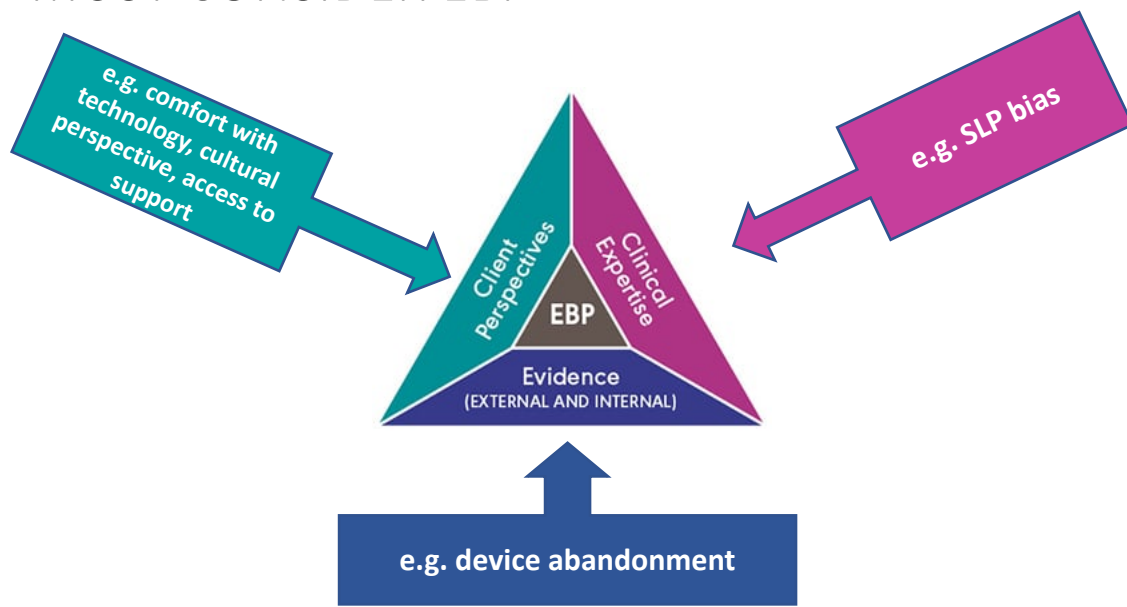 e.g. comfort with
technology, cultural
perspective, access to
support
e.g. SLP bias
Client
Perspectives
Clinical
Expertise
EBP
Evidence
(EXTERNAL AND INTERNAL)
e.g. device abandonment